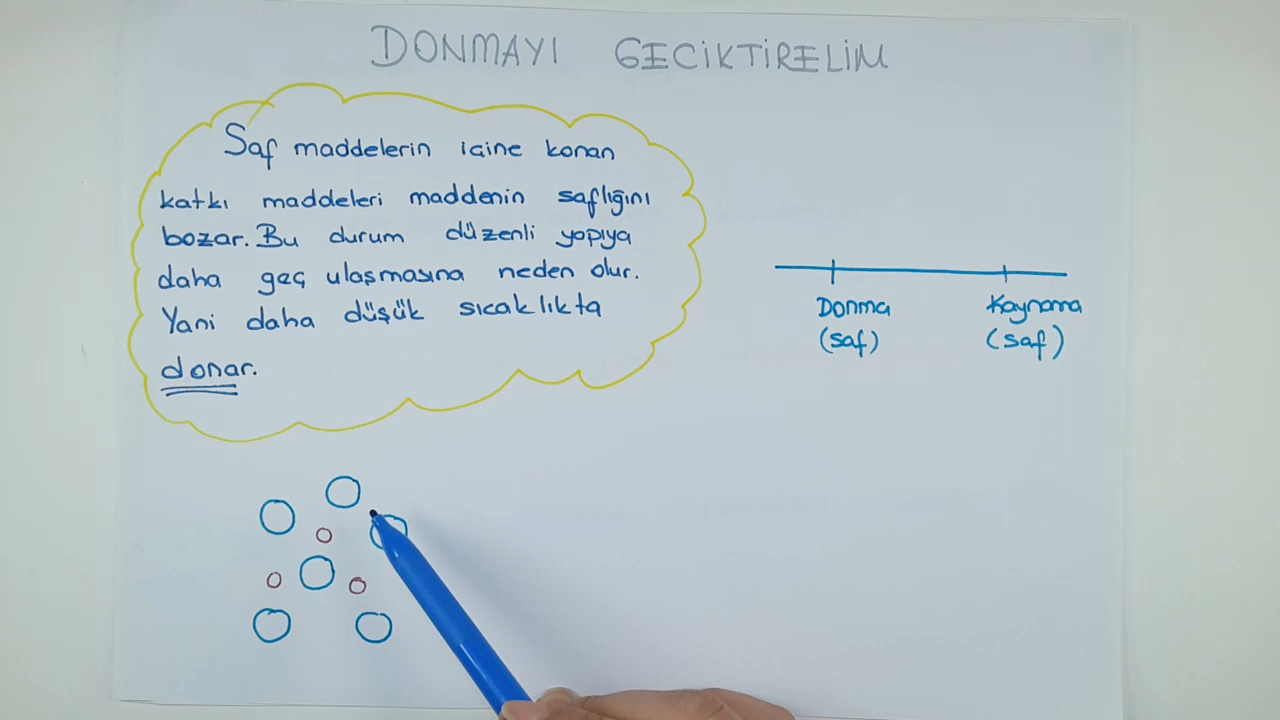 DONMAYI GECİKTİRELİM
Saf maddelerin içine konan
katkı maddeleri maddenin saflığını
bozar. Bu durum düzenli yapıya
daha geç ulaşmasına neden olur.
Yani daha düşük sıcaklıkta
donar.
Donma Kaynama
(saf) (saf)